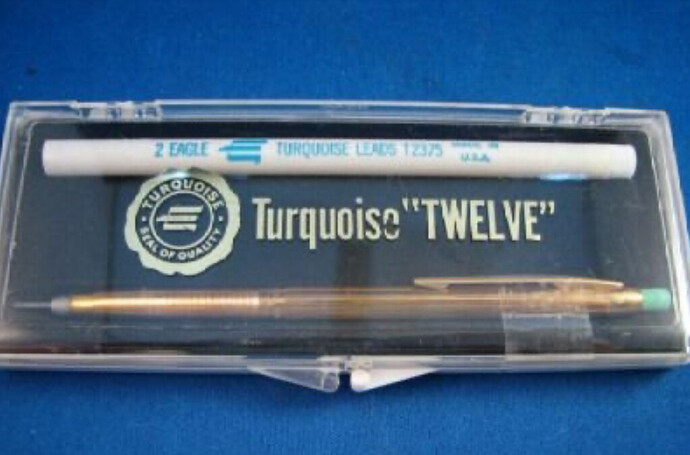 2 EAGLE TURQUOISE LEADS T2375 MADE IN U.S.A.
TURQUOISE
SEAL OF QUALITY
Turquoise "TWELVE"